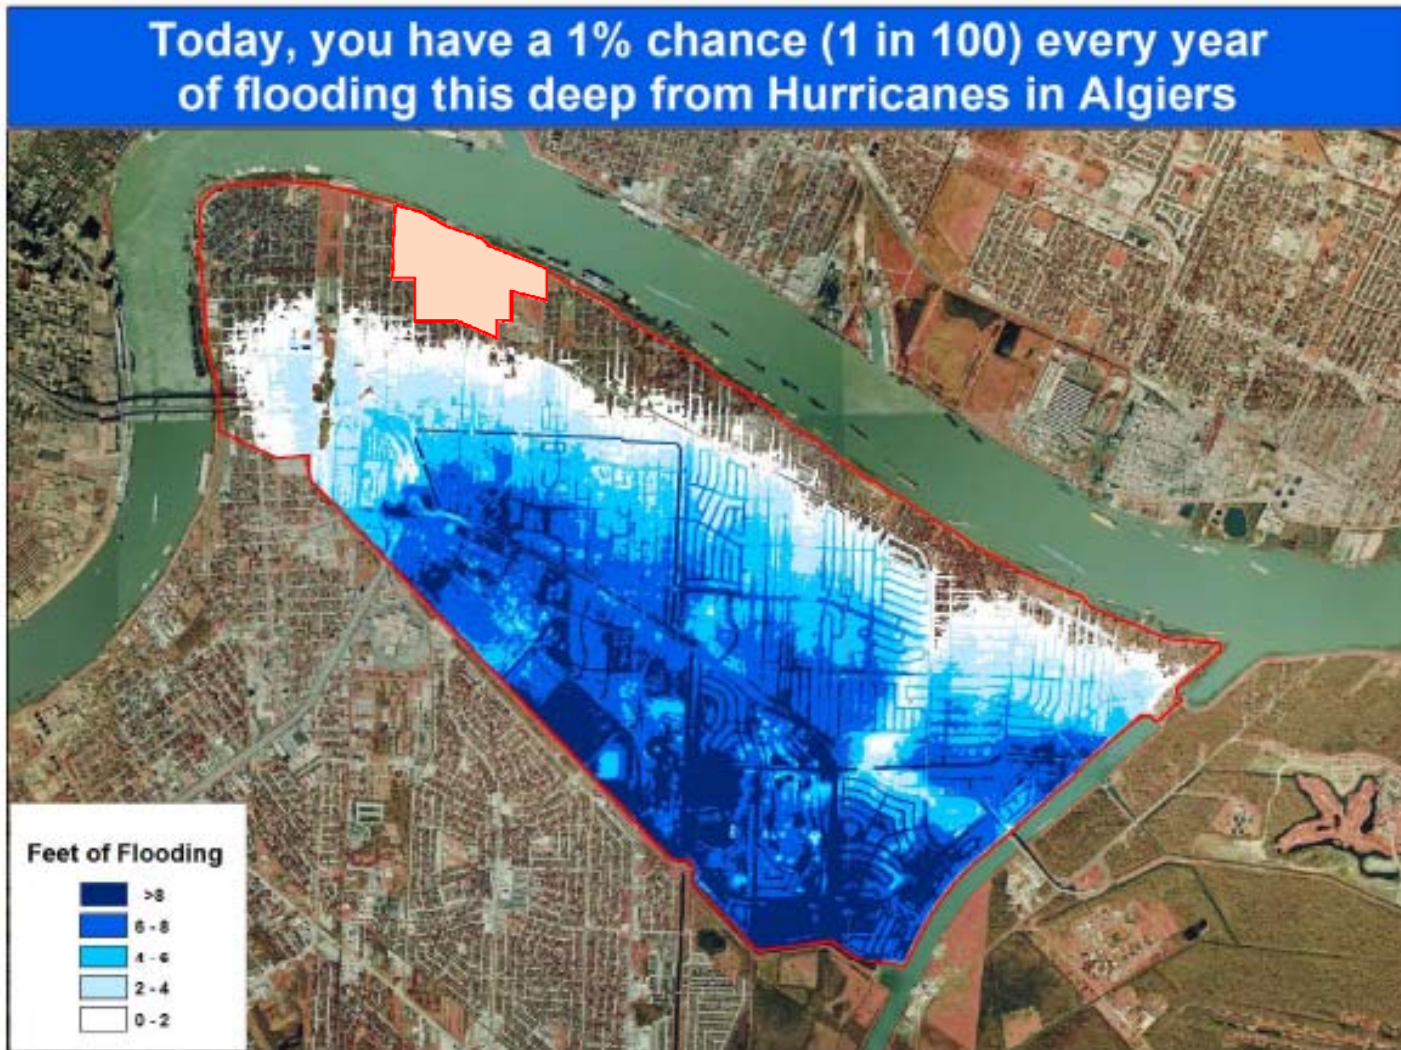 Today, you have a 1% chance (1 in 100) every year
of flooding this deep from Hurricanes in Algiers
Feet of Flooding
>8
6 - 8
4 - 6
2 - 4
0 - 2